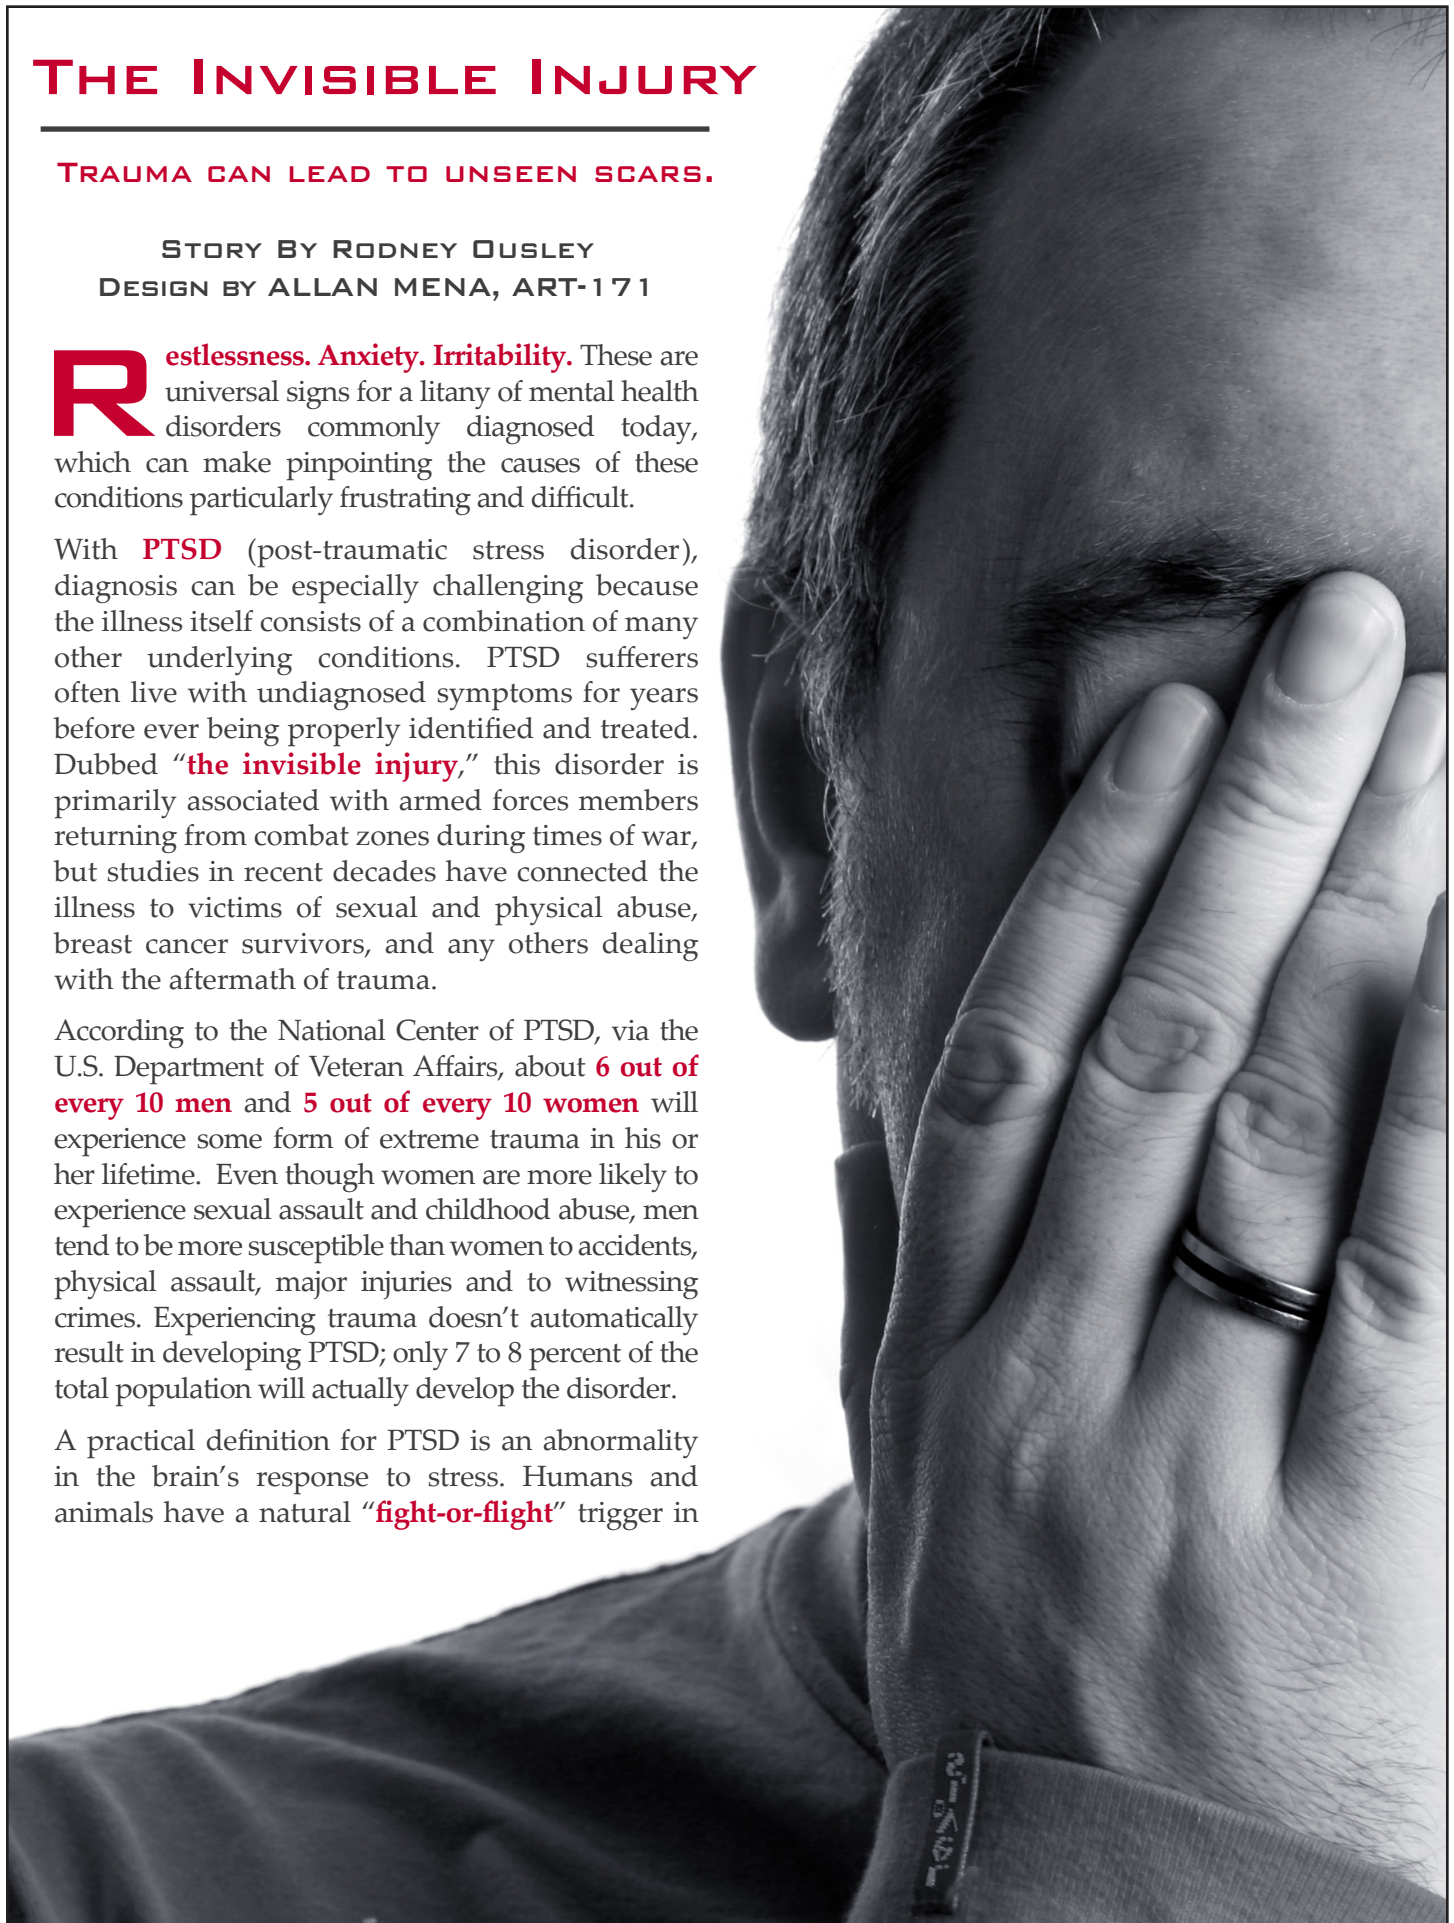 The Invisible Injury
Trauma can lead to unseen scars.
Story By Rodney Ousley
Design by ALLAN MENA, ART-171
Restlessness. Anxiety. Irritability. These are
universal signs for a litany of mental health
disorders commonly diagnosed today,
which can make pinpointing the causes of these
conditions particularly frustrating and difficult.
With PTSD (post-traumatic stress disorder),
diagnosis can be especially challenging because
the illness itself consists of a combination of many
other underlying conditions. PTSD sufferers
often live with undiagnosed symptoms for years
before ever being properly identified and treated.
Dubbed “the invisible injury,” this disorder is
primarily associated with armed forces members
returning from combat zones during times of war,
but studies in recent decades have connected the
illness to victims of sexual and physical abuse,
breast cancer survivors, and any others dealing
with the aftermath of trauma.
According to the National Center of PTSD, via the
U.S. Department of Veteran Affairs, about 6 out of
every 10 men and 5 out of every 10 women will
experience some form of extreme trauma in his or
her lifetime. Even though women are more likely to
experience sexual assault and childhood abuse, men
tend to be more susceptible than women to accidents,
physical assault, major injuries and to witnessing
crimes. Experiencing trauma doesn’t automatically
result in developing PTSD; only 7 to 8 percent of the
total population will actually develop the disorder.
A practical definition for PTSD is an abnormality
in the brain’s response to stress. Humans and
animals have a natural “fight-or-flight” trigger in